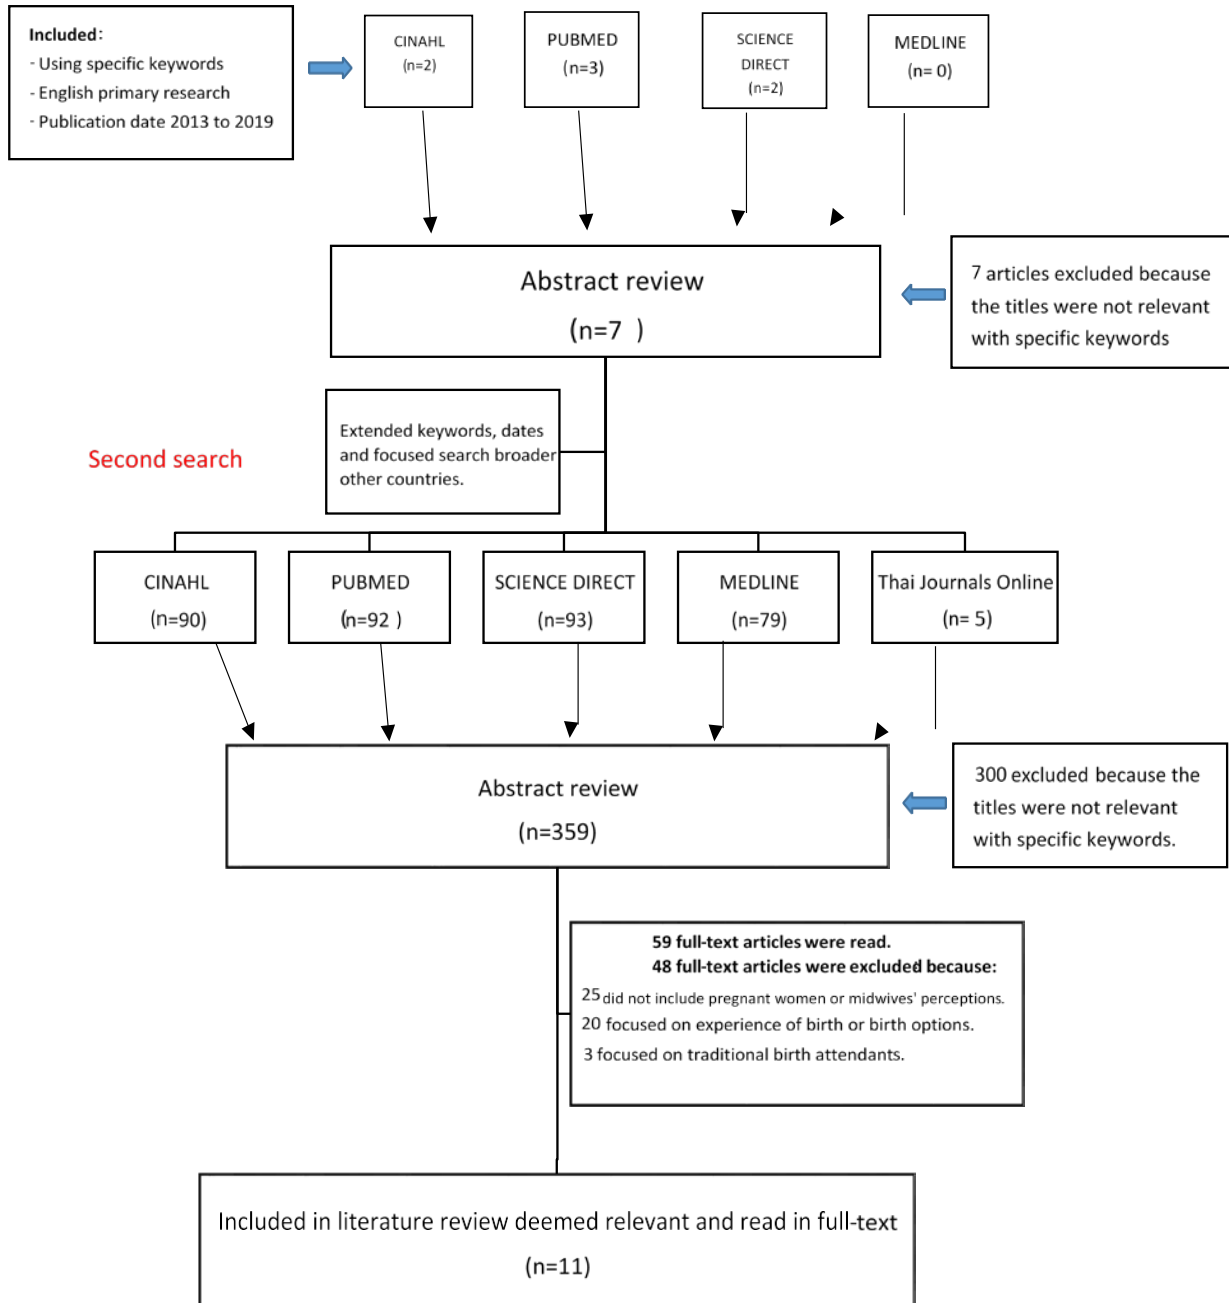 Included:
- Using specific keywords
- English primary research
- Publication date 2013 to 2019
CINAHL
(n=2)
PUBMED
(n=3)
SCIENCE
DIRECT
(n=2)
MEDLINE
(n= 0)
Abstract review
(n=7 )
7 articles excluded because
the titles were not relevant
with specific keywords
Extended keywords, dates
and focused search broader
other countries.
Second search
CINAHL
(n=90)
PUBMED
(n=92 )
SCIENCE DIRECT
(n=93)
MEDLINE
(n=79)
Thai Journals Online
(n= 5)
Abstract review
(n=359)
300 excluded because the
titles were not relevant
with specific keywords.
59 full-text articles were read.
48 full-text articles were excluded because:
25 did not include pregnant women or midwives' perceptions.
20 focused on experience of birth or birth options.
3 focused on traditional birth attendants.
Included in literature review deemed relevant and read in full-text
(n=11)